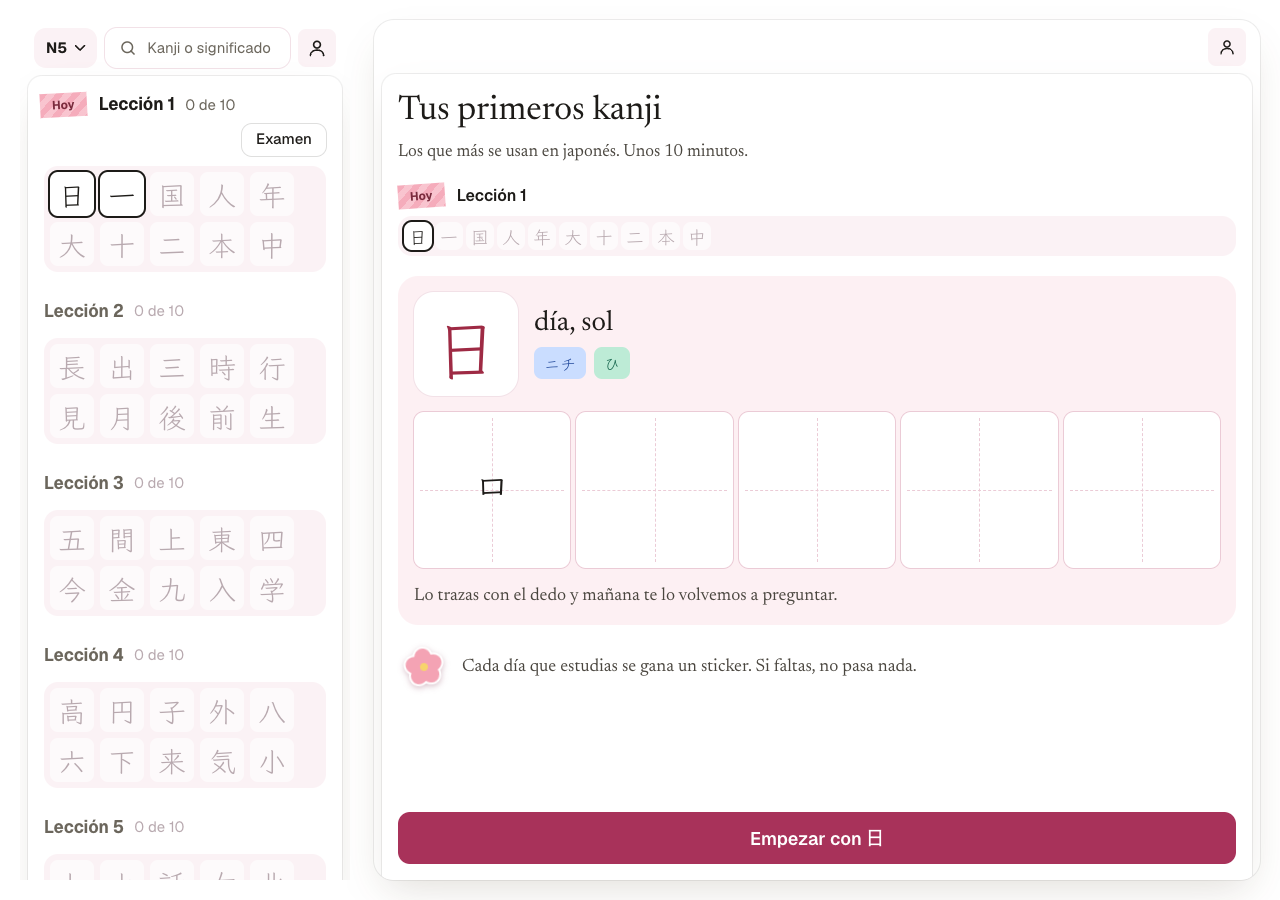 N5
Kanji o significado
Hoy Lección 1 0 de 10
Examen
日 一 国 人 年
大 十 二 本 中
Lección 2 0 de 10
長 出 三 時 行
見 月 後 前 生
Lección 3 0 de 10
五 間 上 東 四
今 金 九 入 学
Lección 4 0 de 10
高 円 子 外 八
六 下 来 気 小
Lección 5 0 de 10
Tus primeros kanji
Los que más se usan en japonés. Unos 10 minutos.
Hoy Lección 1
日 一 国 人 年 大 十 二 本 中
日
día, sol
ニチ ひ
Lo trazas con el dedo y mañana te lo volvemos a preguntar.
Cada día que estudias se gana un sticker. Si faltas, no pasa nada.
Empezar con 日